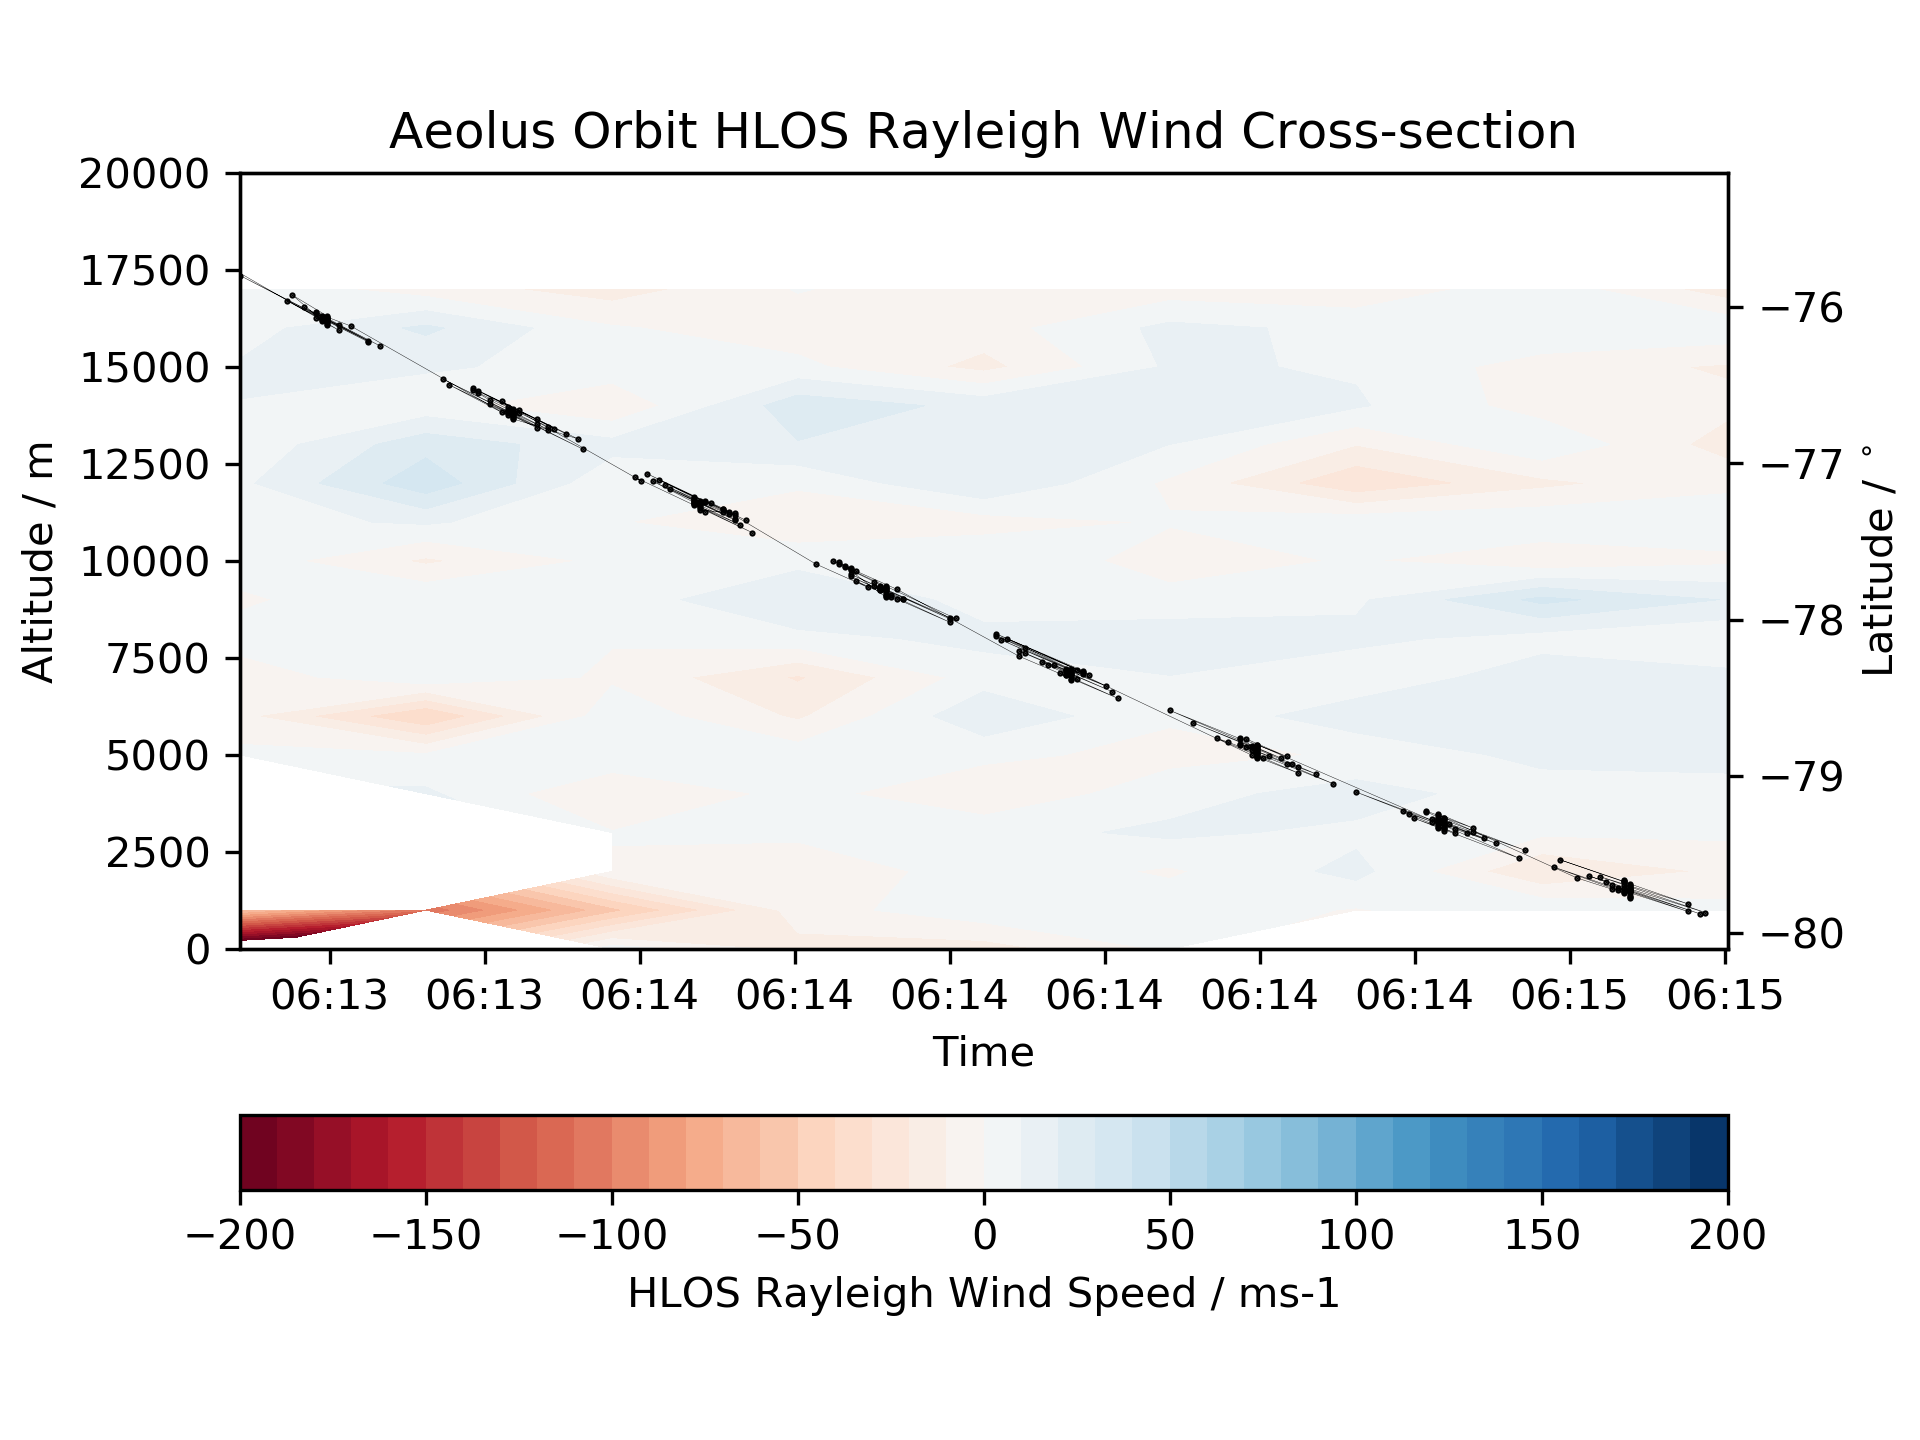 Aeolus Orbit HLOS Rayleigh Wind Cross-section
20000
17500
15000
12500
10000
7500
5000
2500
0
Altitude / m
−76
−77
−78
−79
−80
Latitude / °
06:13 06:13 06:14 06:14 06:14 06:14 06:14 06:14 06:15 06:15
Time
−200 −150 −100 −50 0 50 100 150 200
HLOS Rayleigh Wind Speed / ms-1